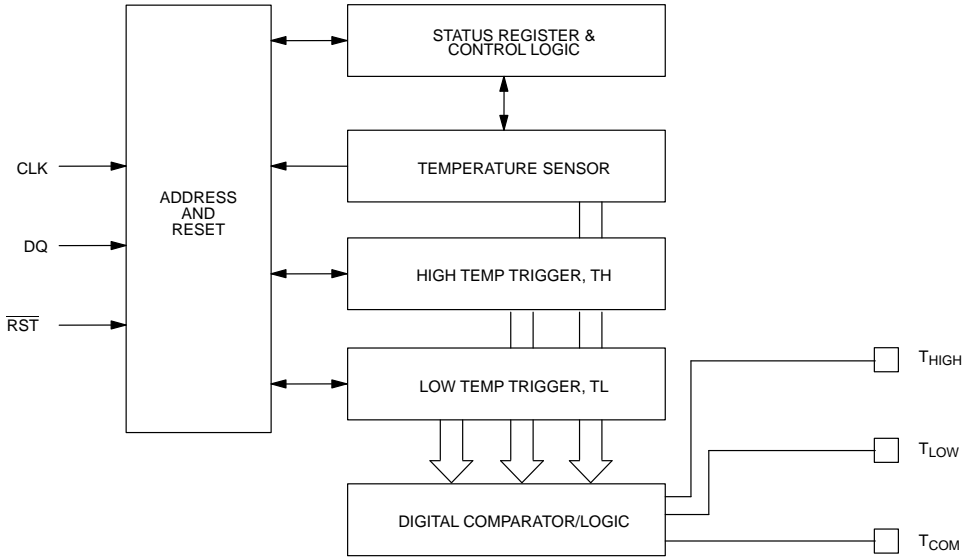 STATUS REGISTER &
CONTROL LOGIC
TEMPERATURE SENSOR
CLK
ADDRESS
AND
RESET
DQ
HIGH TEMP TRIGGER, TH
RST
LOW TEMP TRIGGER, TL
THIGH
TLOW
DIGITAL COMPARATOR/LOGIC
TCOM